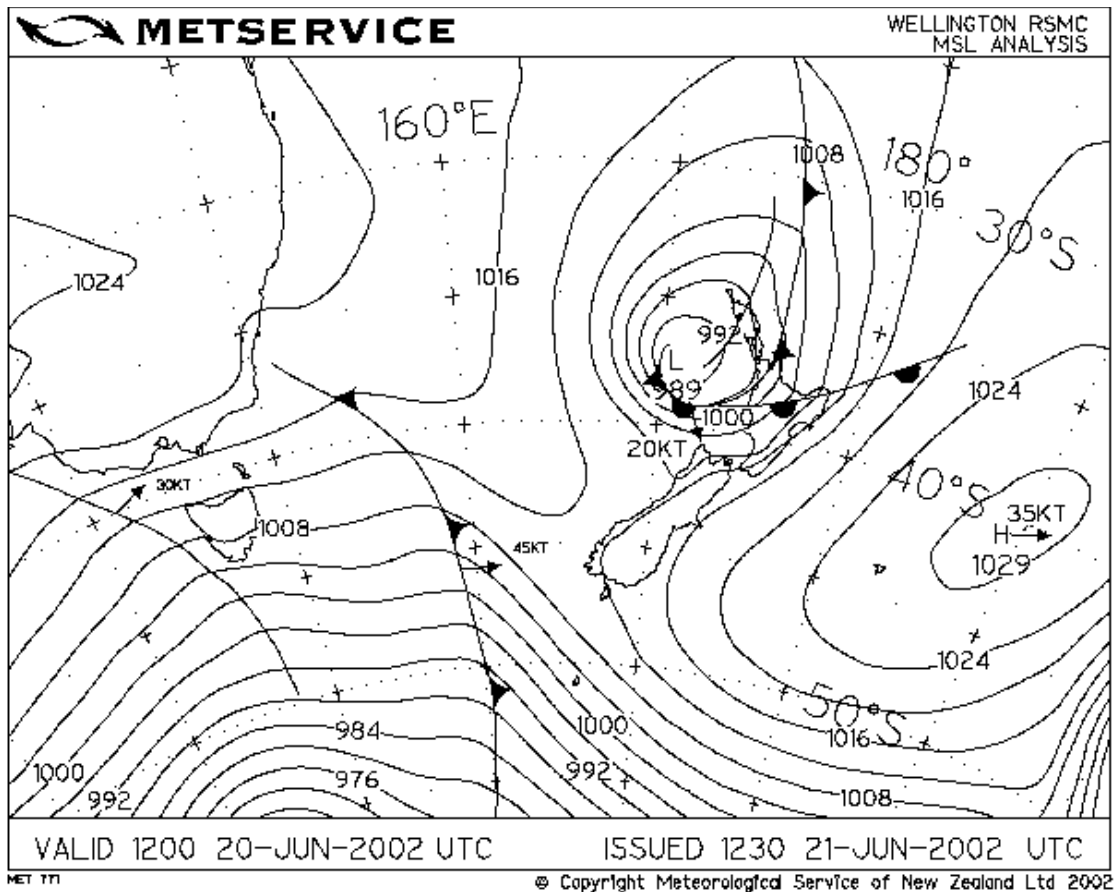 METSERVICE
WELLINGTON RSMC
MSL ANALYSIS
160°E
1008
180°
1016
30°S
1024
1016
992
L
989
1000
1024
20KT
40°S
30KT
35KT
1008
45KT
H
1029
1024
50°S
984
1000
1016
1000
976
992
992
1008
VALID 1200 20-JUN-2002 UTC
ISSUED 1230 21-JUN-2002 UTC
MET 777
© Copyright Meteorological Service of New Zealand Ltd 2002